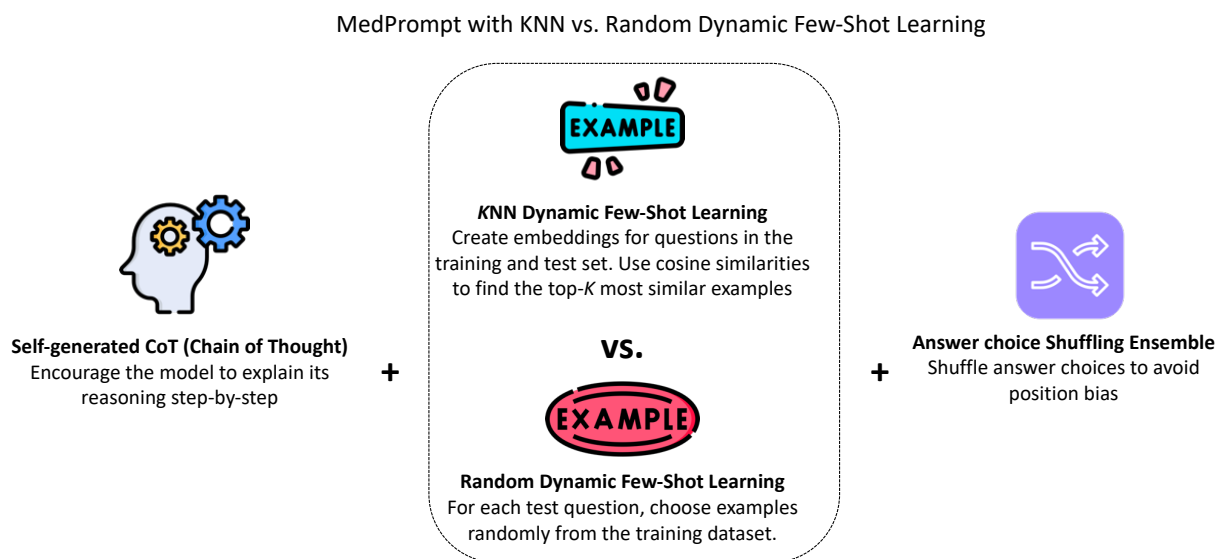 MedPrompt with KNN vs. Random Dynamic Few-Shot Learning
EXAMPLE
KNN Dynamic Few-Shot Learning
Create embeddings for questions in the
training and test set. Use cosine similarities
to find the top-K most similar examples
vs.
EXAMPLE
Random Dynamic Few-Shot Learning
For each test question, choose examples
randomly from the training dataset.
Self-generated CoT (Chain of Thought)
Encourage the model to explain its
reasoning step-by-step
+
+
Answer choice Shuffling Ensemble
Shuffle answer choices to avoid
position bias